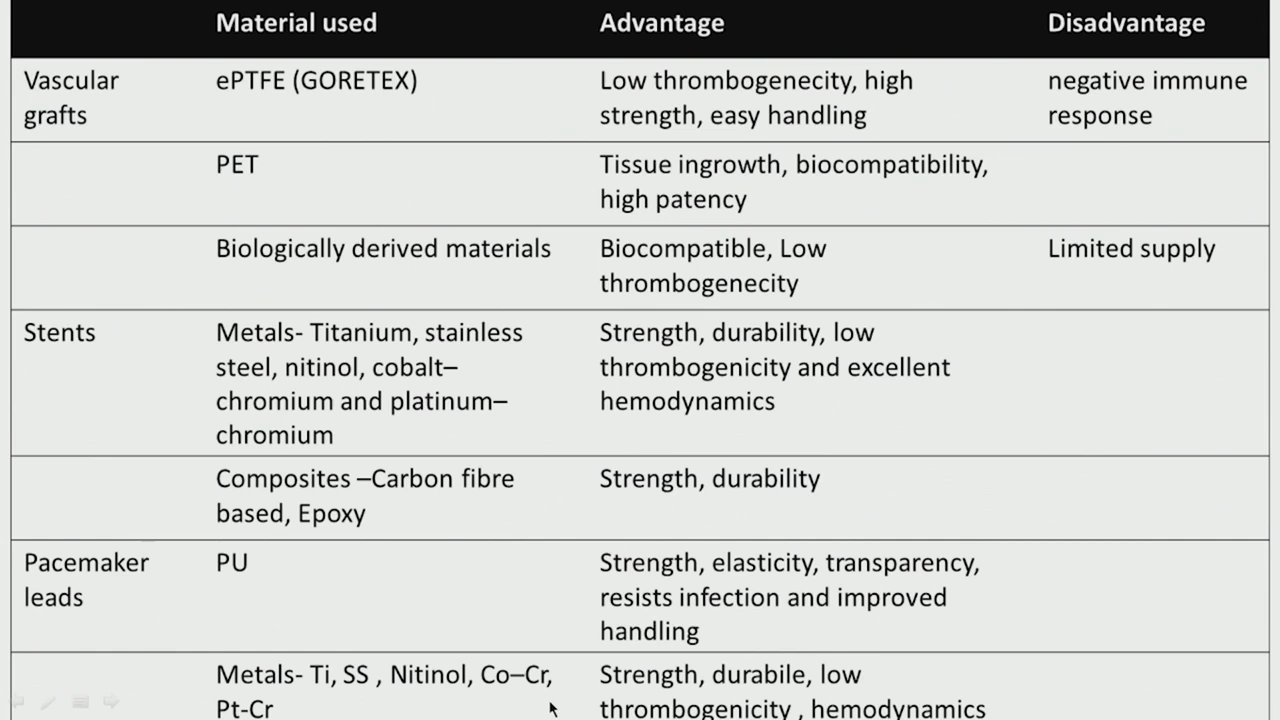 Material used Advantage Disadvantage
Vascular grafts
ePTFE (GORETEX)
Low thrombogenecity, high
strength, easy handling
negative immune
response
PET
Tissue ingrowth, biocompatibility,
high patency
Biologically derived materials
Biocompatible, Low
thrombogenecity
Limited supply
Stents
Metals- Titanium, stainless
steel, nitinol, cobalt–
chromium and platinum–
chromium
Strength, durability, low
thrombogenicity and excellent
hemodynamics
Composites –Carbon fibre
based, Epoxy
Strength, durability
Pacemaker
leads
PU
Strength, elasticity, transparency,
resists infection and improved
handling
Metals- Ti, SS , Nitinol, Co–Cr,
Pt-Cr
Strength, durabile, low
thrombogenicity , hemodynamics